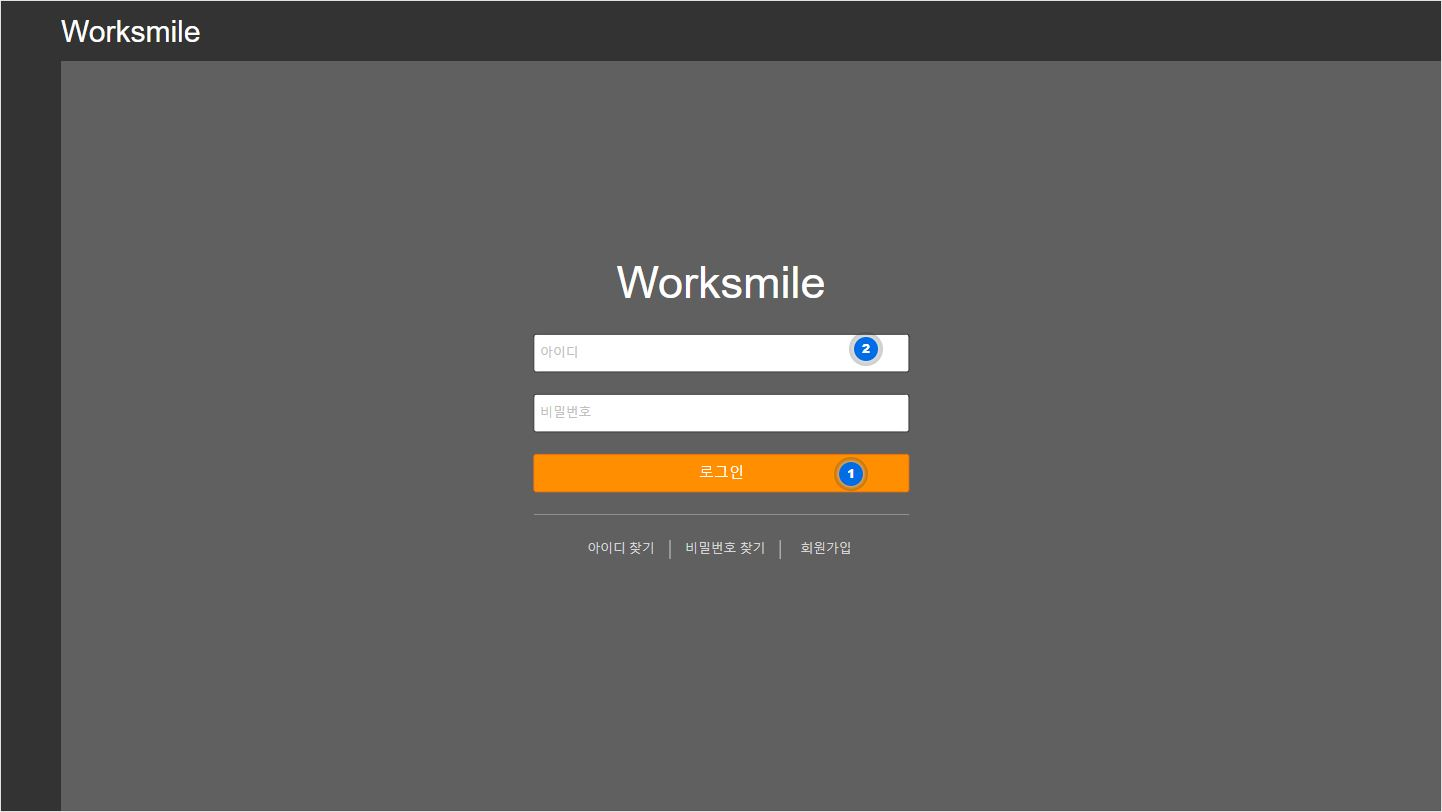 Worksmile
Worksmile
아이디 2
비밀번호
로그인 1
아이디 찾기 | 비밀번호 찾기 | 회원가입